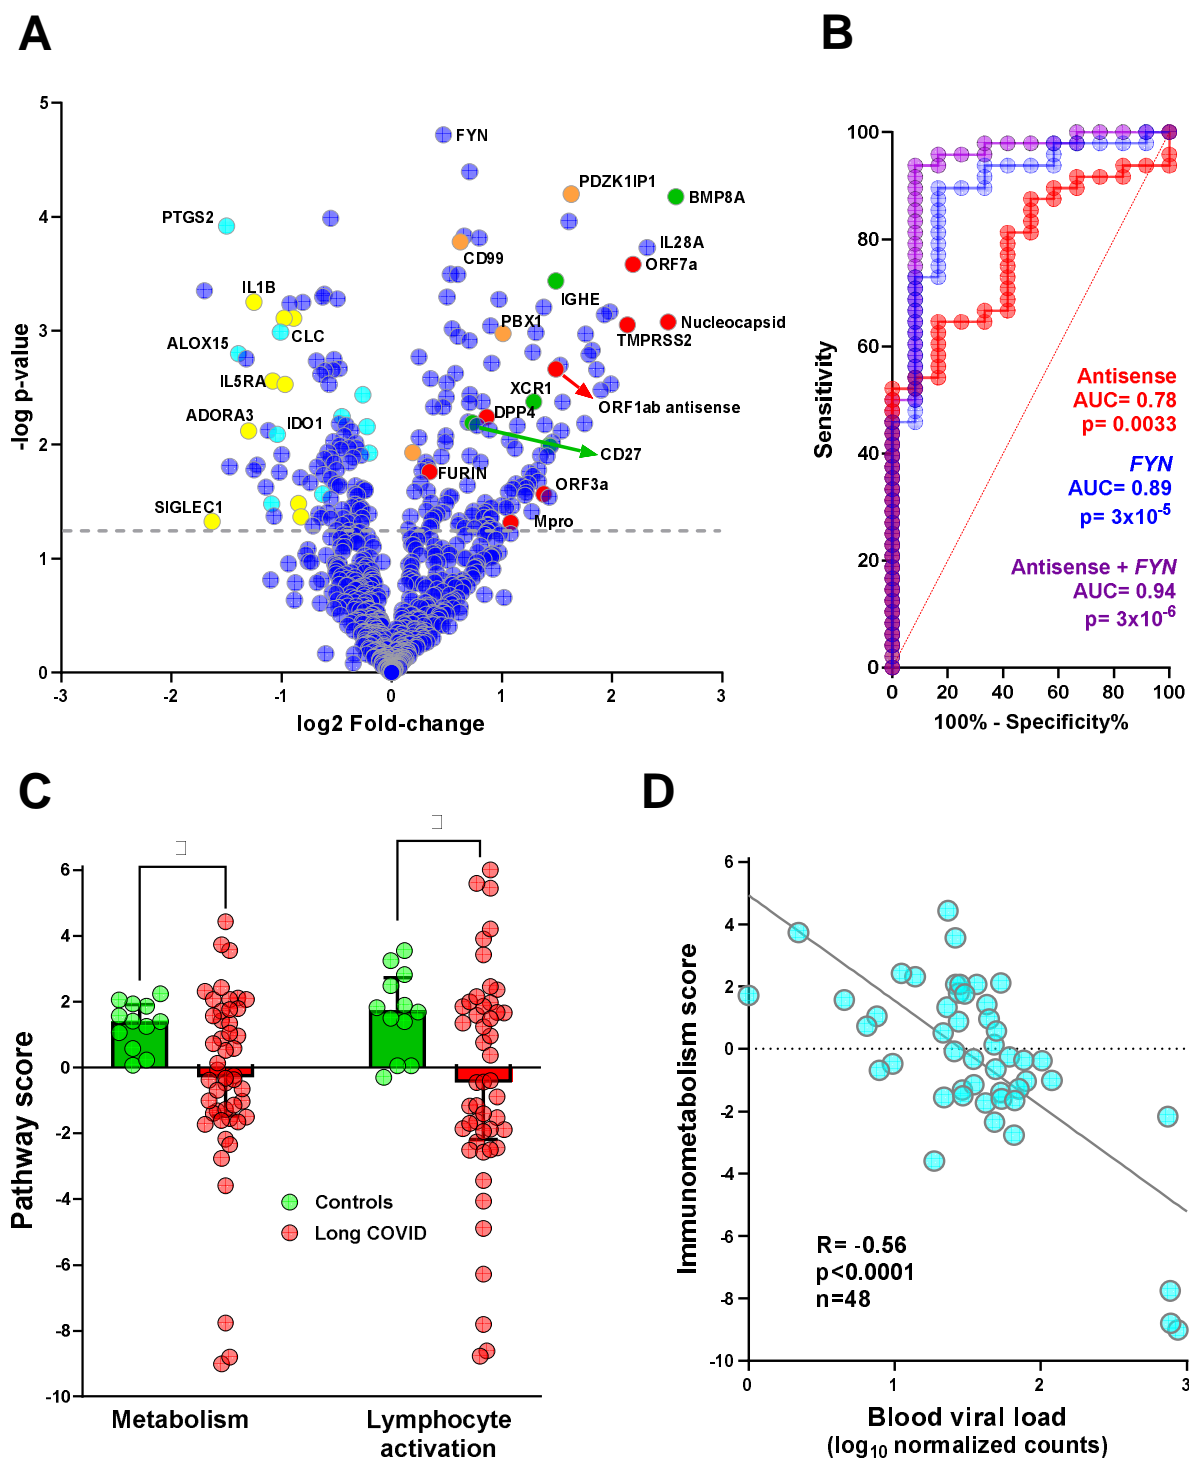 A
B
5
4
3
2
1
0
-3
-2
-1
0
1
2
3
-log p-value
log2 Fold-change
FYN
PDZK1IP1
BMP8A
PTGS2
IL28A
CD99
ORF7a
IL1B
IGHE
CLC
PBX1
Nucleocapsid
TMPRSS2
ALOX15
IL5RA
XCR1
ORF1ab antisense
ADORA3
IDO1
DPP4
CD27
FURIN
ORF3a
SIGLEC1
Mpro
100
80
60
40
20
0
0
20
40
60
80
100
Sensitivity
100% - Specificity%
Antisense
AUC= 0.78
p= 0.0033
FYN
AUC= 0.89
p= 3x10-5
Antisense + FYN
AUC= 0.94
p= 3x10-6
C
D
6
4
2
0
-2
-4
-6
-8
-10
Pathway score
Controls
Long COVID
Metabolism
Lymphocyte
activation
6
4
2
0
-2
-4
-6
-8
-10
0
1
2
3
Immunometabolism score
R= -0.56
p<0.0001
n=48
Blood viral load
(log10 normalized counts)